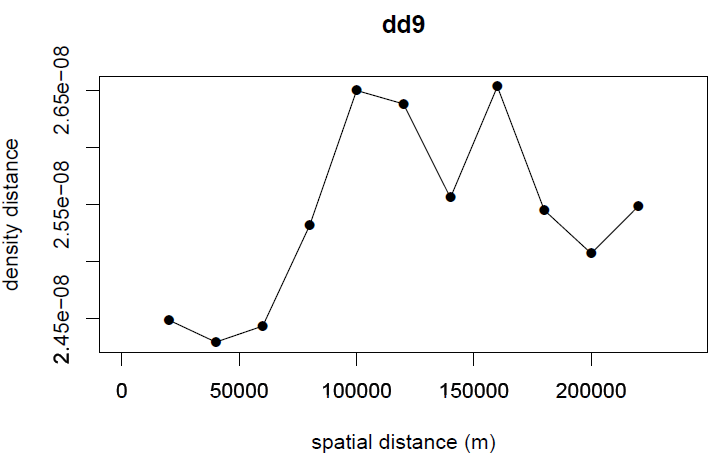 dd9
density distance
2.65e−08
2.55e−08
2.45e−08
0 50000 100000 150000 200000
spatial distance (m)